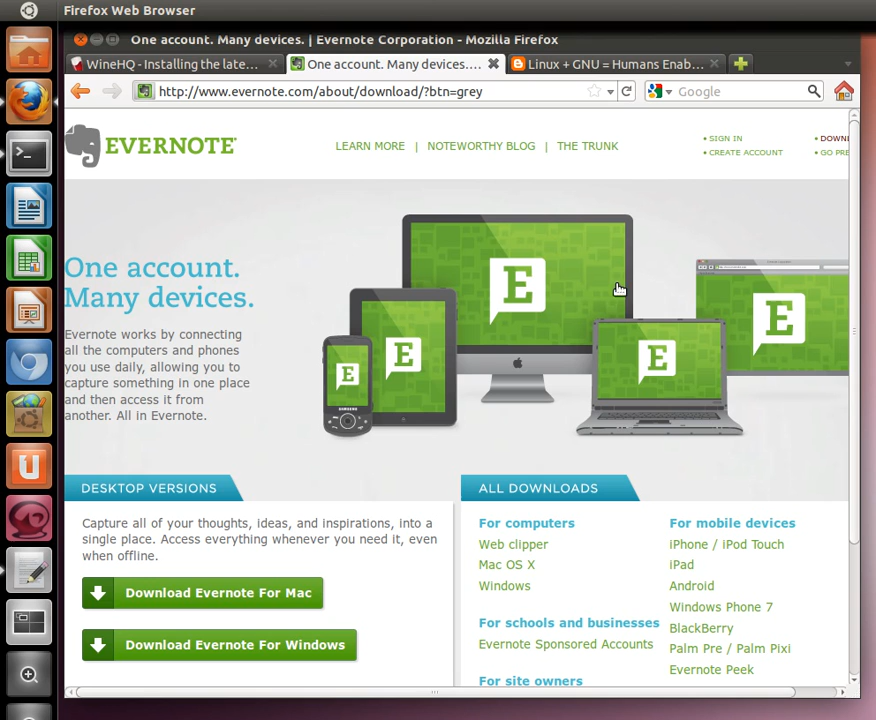 Firefox Web Browser
One account. Many devices. | Evernote Corporation - Mozilla Firefox
WineHQ - Installing the late...
One account. Many devices....
Linux + GNU = Humans Enab...
http://www.evernote.com/about/download/?btn=grey
Google
EVERNOTE
LEARN MORE | NOTEWORTHY BLOG | THE TRUNK
SIGN IN
CREATE ACCOUNT
DOWNL
GO PRE
One account.
Many devices.
Evernote works by connecting
all the computers and phones
you use daily, allowing you to
capture something in one place
and then access it from
another. All in Evernote.
E
E
E
E
E
SAMSUNG
DESKTOP VERSIONS
Capture all of your thoughts, ideas, and inspirations, into a
single place. Access everything whenever you need it, even
when offline.
Download Evernote For Mac
Download Evernote For Windows
ALL DOWNLOADS
For computers
Web clipper
Mac OS X
Windows
For schools and businesses
Evernote Sponsored Accounts
For site owners
For mobile devices
iPhone / iPod Touch
iPad
Android
Windows Phone 7
BlackBerry
Palm Pre / Palm Pixi
Evernote Peek